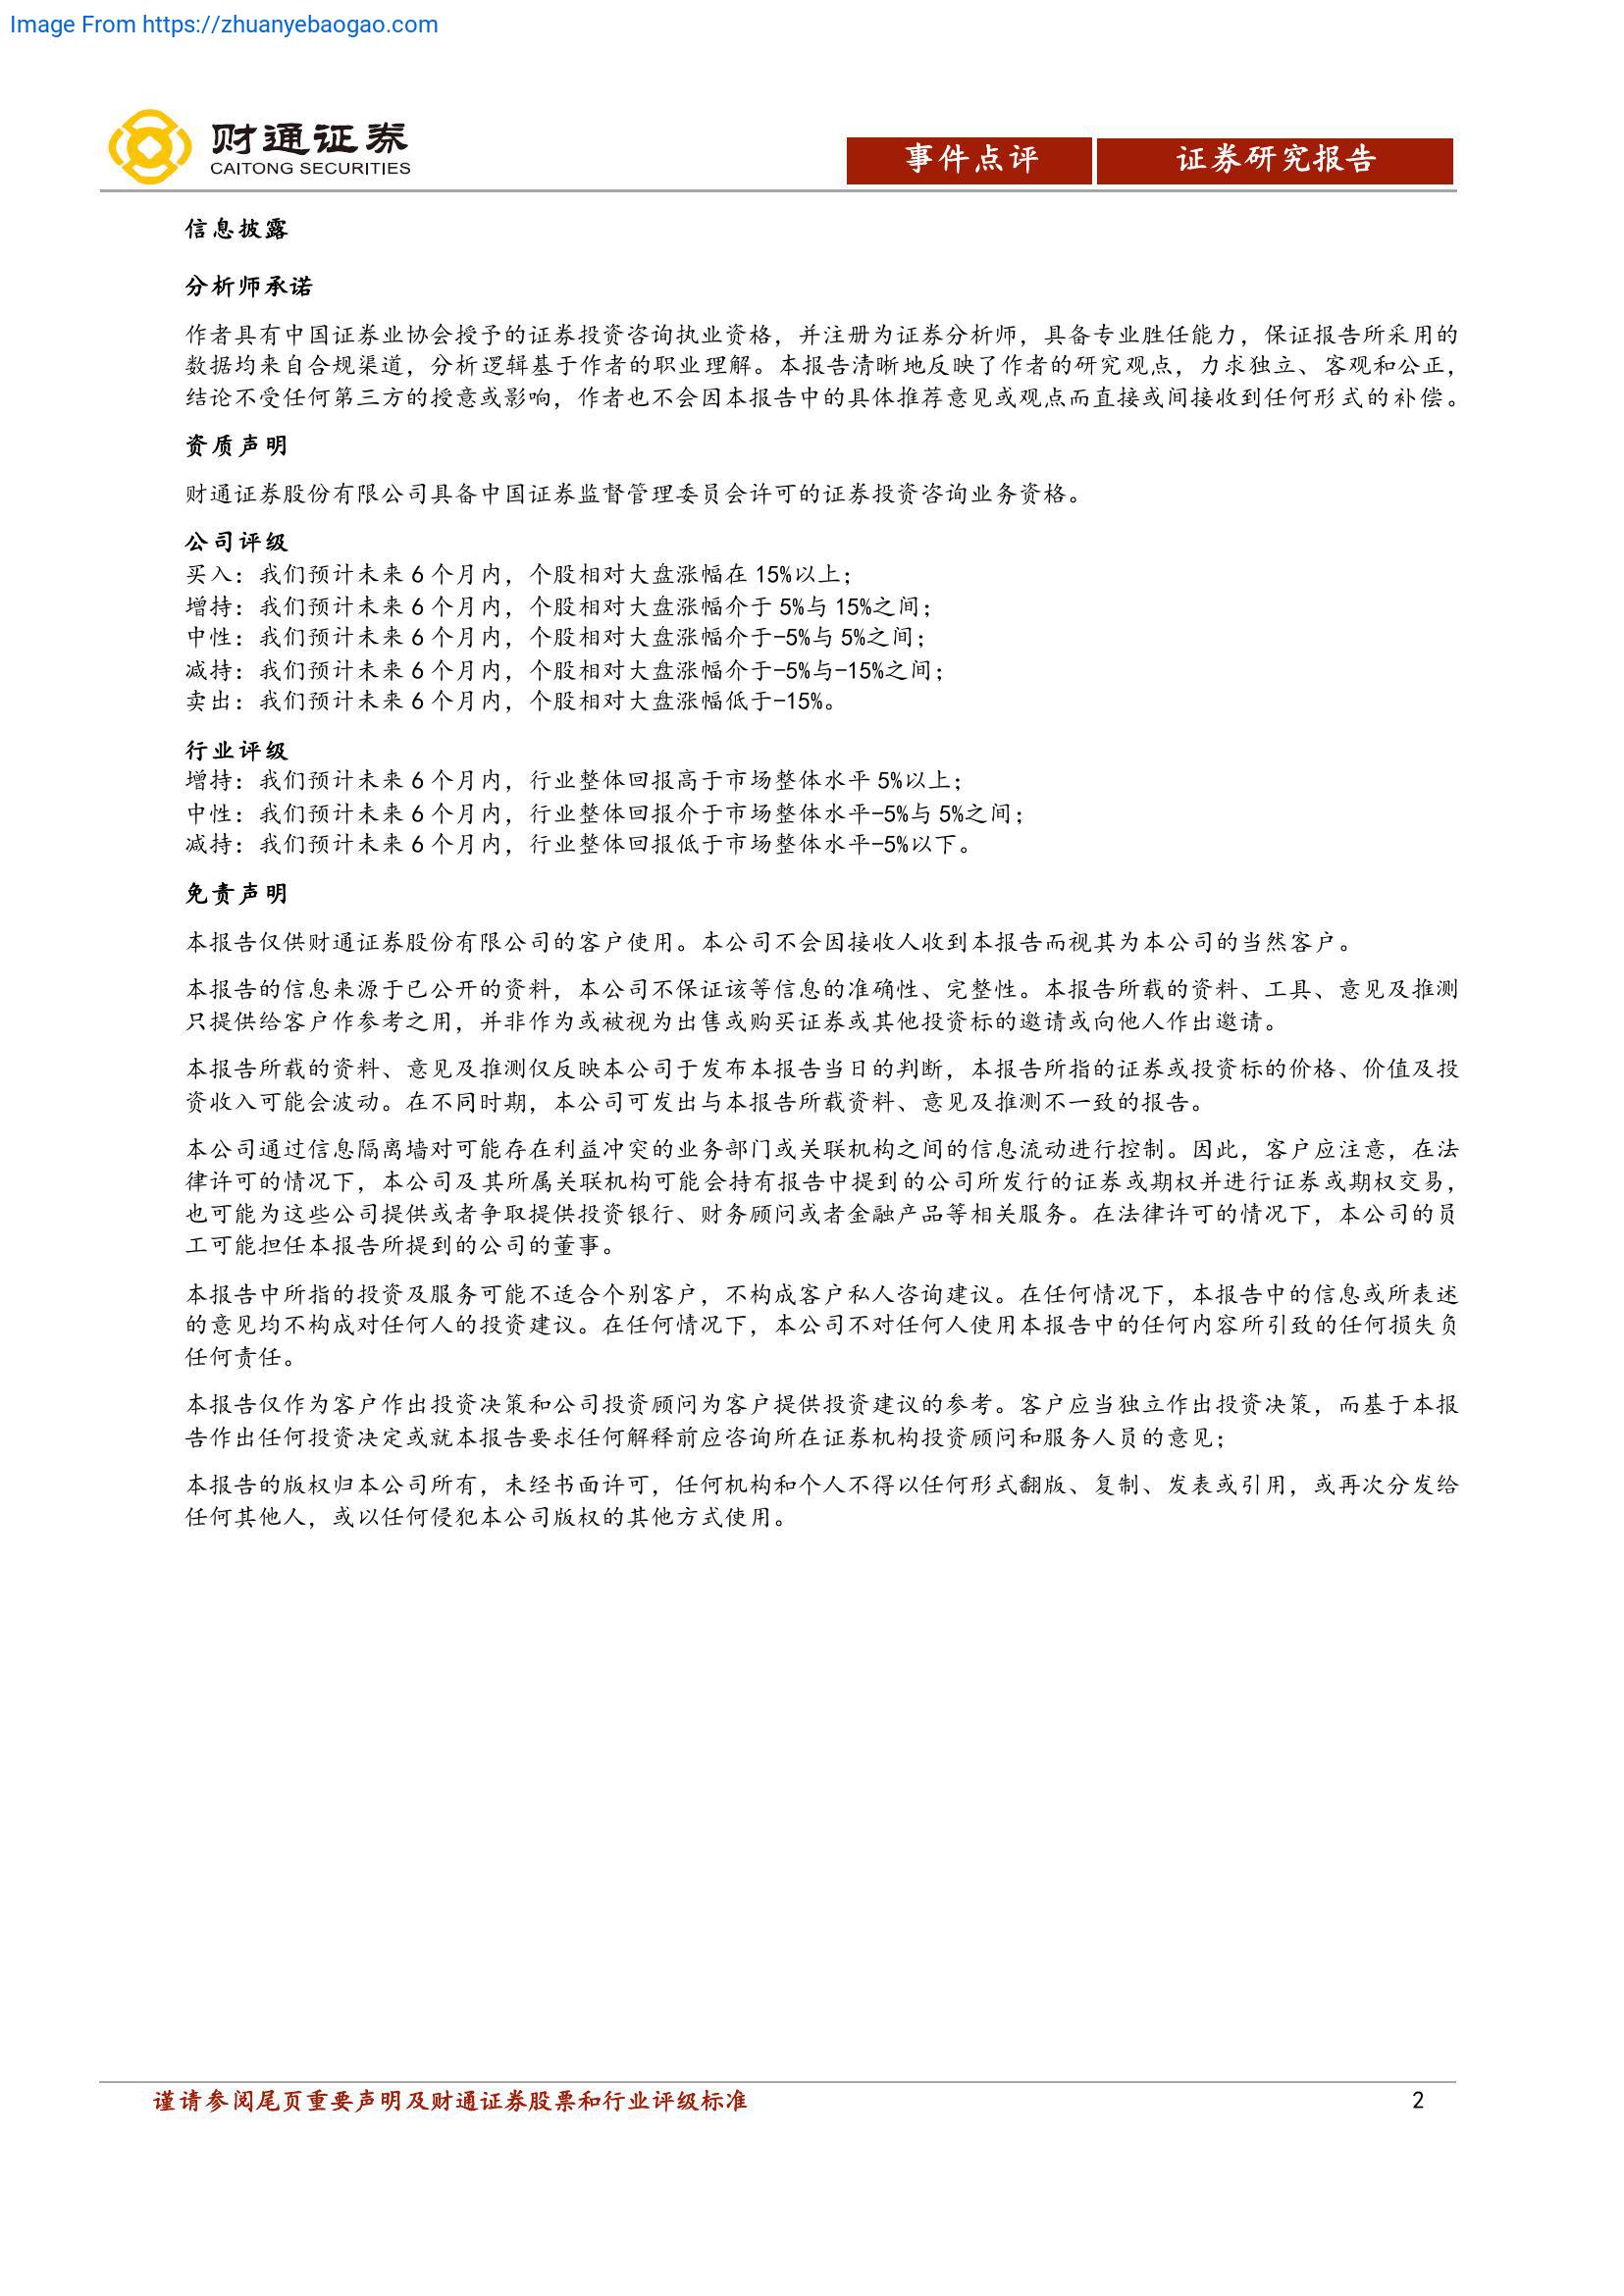 Image From https://zhuanyebaogao.com
财通证券
CAITONG SECURITIES
事件点评
证券研究报告
信息披露
分析师承诺
作者具有中国证券业协会授予的证券投资咨询执业资格，并注册为证券分析师，具备专业胜任能力，保证报告所采用的
数据均来自合规渠道，分析逻辑基于作者的职业理解。本报告清晰地反映了作者的研究观点，力求独立、客观和公正，
结论不受任何第三方的授意或影响，作者也不会因本报告中的具体推荐意见或观点而直接或间接收到任何形式的补偿。
资质声明
财通证券股份有限公司具备中国证券监督管理委员会许可的证券投资咨询业务资格。
公司评级
买入：我们预计未来 6 个月内，个股相对大盘涨幅在 15%以上；
增持：我们预计未来 6 个月内，个股相对大盘涨幅介于 5%与 15%之间；
中性：我们预计未来 6 个月内，个股相对大盘涨幅介于-5%与 5%之间；
减持：我们预计未来 6 个月内，个股相对大盘涨幅介于-5%与-15%之间；
卖出：我们预计未来 6 个月内，个股相对大盘涨幅低于-15%。
行业评级
增持：我们预计未来 6 个月内，行业整体回报高于市场整体水平 5%以上；
中性：我们预计未来 6 个月内，行业整体回报介于市场整体水平-5%与 5%之间；
减持：我们预计未来 6 个月内，行业整体回报低于市场整体水平-5%以下。
免责声明
本报告仅供财通证券股份有限公司的客户使用。本公司不会因接收人收到本报告而视其为本公司的当然客户。
本报告的信息来源于已公开的资料，本公司不保证该等信息的准确性、完整性。本报告所载的资料、工具、意见及推测
只提供给客户作参考之用，并非作为或被视为出售或购买证券或其他投资标的邀请或向他人作出邀请。
本报告所载的资料、意见及推测仅反映本公司于发布本报告当日的判断，本报告所指的证券或投资标的价格、价值及投
资收入可能会波动。在不同时期，本公司可发出与本报告所载资料、意见及推测不一致的报告。
本公司通过信息隔离墙对可能存在利益冲突的业务部门或关联机构之间的信息流动进行控制。因此，客户应注意，在法
律许可的情况下，本公司及其所属关联机构可能会持有报告中提到的公司所发行的证券或期权并进行证券或期权交易，
也可能为这些公司提供或者争取提供投资银行、财务顾问或者金融产品等相关服务。在法律许可的情况下，本公司的员
工可能担任本报告所提到的公司的董事。
本报告中所指的投资及服务可能不适合个别客户，不构成客户私人咨询建议。在任何情况下，本报告中的信息或所表述
的意见均不构成对任何人的投资建议。在任何情况下，本公司不对任何人使用本报告中的任何内容所引致的任何损失负
任何责任。
本报告仅作为客户作出投资决策和公司投资顾问为客户提供投资建议的参考。客户应当独立作出投资决策，而基于本报
告作出任何投资决定或就本报告要求任何解释前应咨询所在证券机构投资顾问和服务人员的意见；
本报告的版权归本公司所有，未经书面许可，任何机构和个人不得以任何形式翻版、复制、发表或引用，或再次分发给
任何其他人，或以任何侵犯本公司版权的其他方式使用。
谨请参阅尾页重要声明及财通证券股票和行业评级标准
2